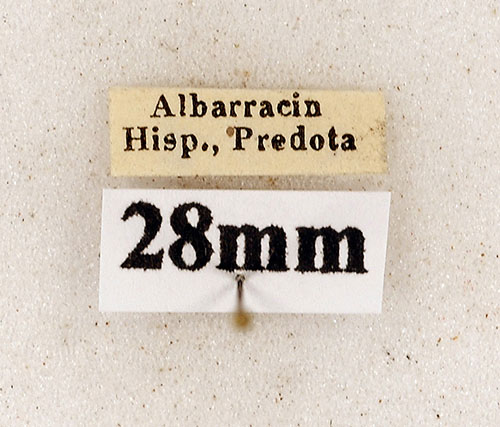 Albarracin
Hisp., Predota
28mm